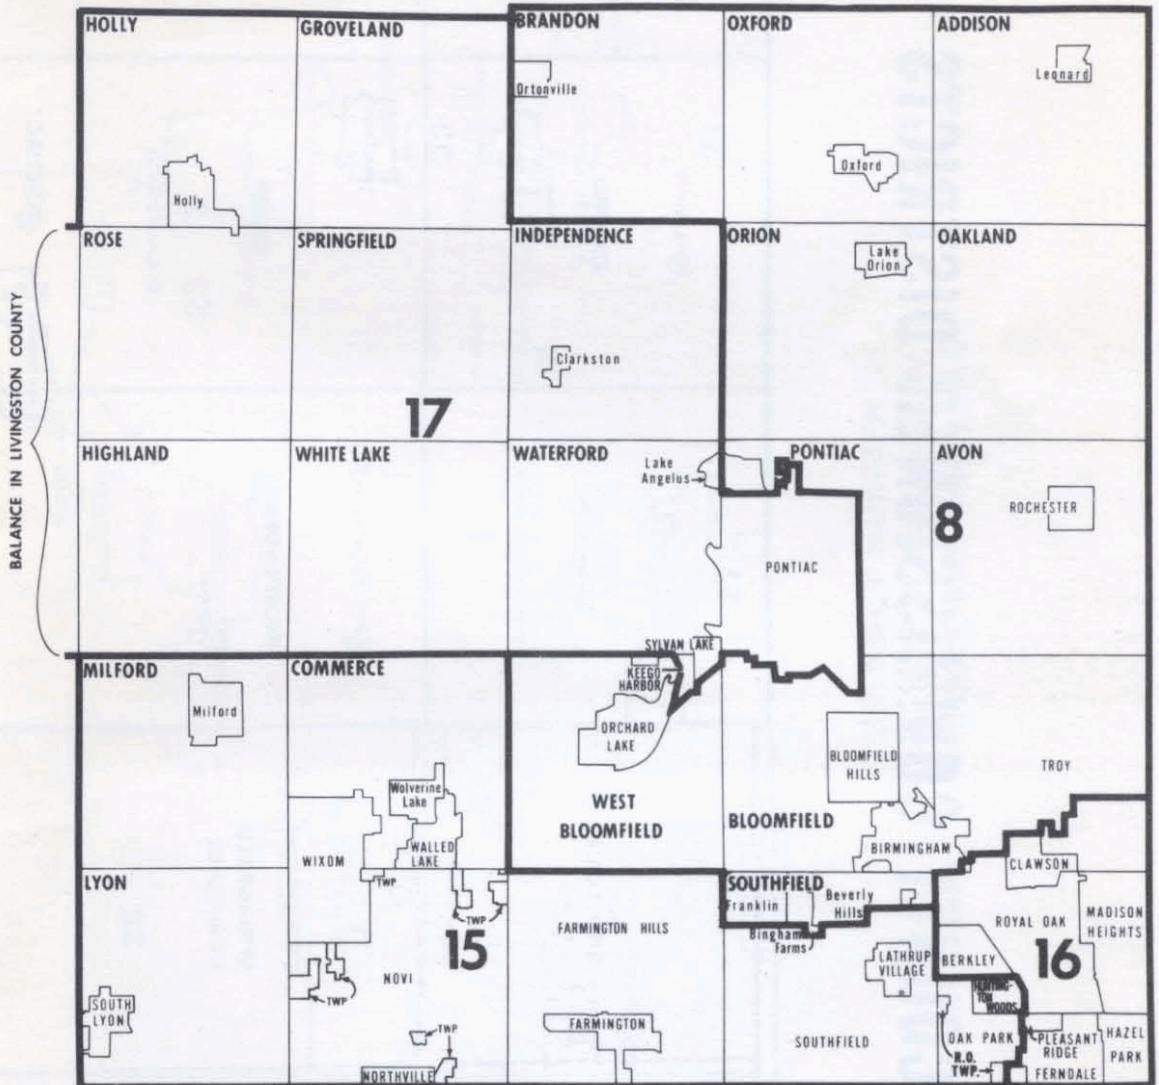 HOLLY
GROVELAND
BRANDON
OXFORD
ADDISON
Ortonville
Leonard
Oxford
Holly
ROSE
SPRINGFIELD
INDEPENDENCE
ORION
OAKLAND
Lake
Orion
BALANCE IN LIVINGSTON COUNTY
Clarkston
17
HIGHLAND
WHITE LAKE
WATERFORD
Lake
Angelus
PONTIAC
AVON
ROCHESTER
8
PONTIAC
SYLVAN LAKE
MILFORD
COMMERCE
KEEGO
HARBOR
Milford
ORCHARD
LAKE
BLOOMFIELD
HILLS
TROY
Wolverine
Lake
WEST
BLOOMFIELD
BLOOMFIELD
WIXOM
WALLED
LAKE
BIRMINGHAM
CLAWSON
LYON
TWP
SOUTHFIELD
Franklin
Beverly
Hills
TWP
FARMINGTON HILLS
ROYAL OAK
MADISON
HEIGHTS
Bingham
Farms
15
NOVI
LATHRUP
VILLAGE
BERKLEY
16
TWP
HUNTING-
TON
WOODS
SOUTH
LYON
TWP
FARMINGTON
SOUTHFIELD
OAK PARK
PLEASANT
RIDGE
HAZEL
PARK
R.O.
TWP.
FERNDALE
NORTHVILLE